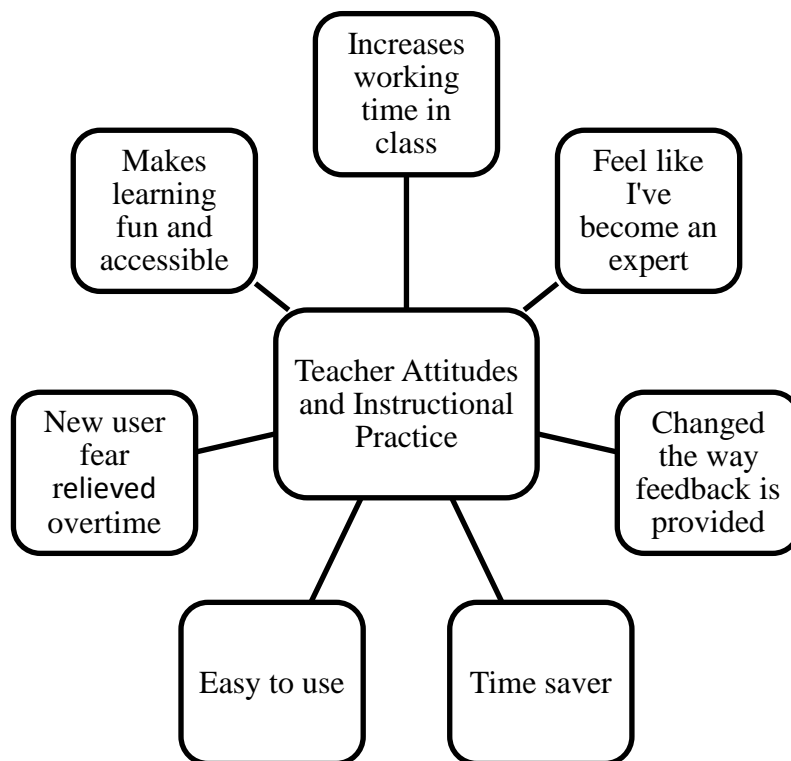 Increases
working
time in
class
Makes
learning
fun and
accessible
Feel like
I've
become an
expert
Teacher Attitudes
and Instructional
Practice
New user
fear
relieved
overtime
Changed
the way
feedback is
provided
Easy to use
Time saver